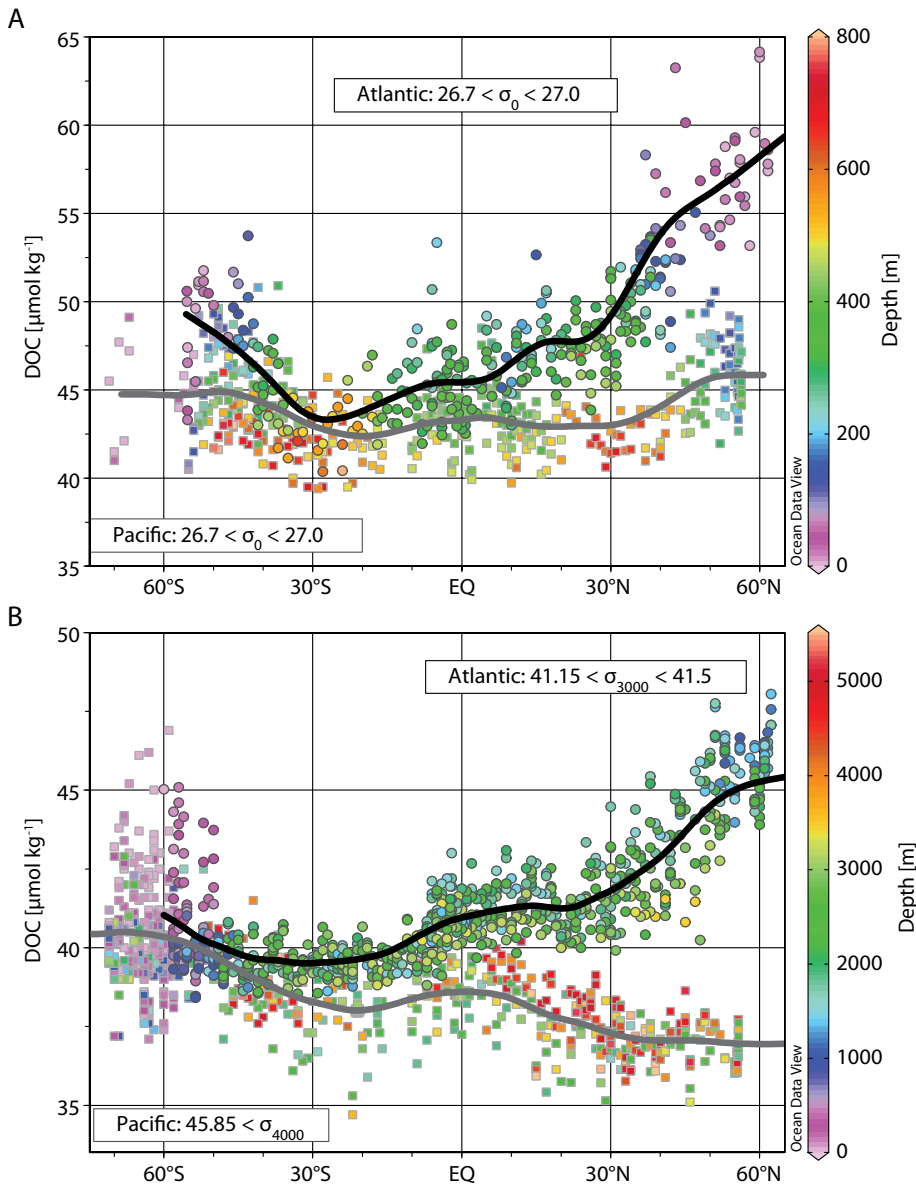 A
65
60
55
50
45
40
35
DOC [μmol kg⁻¹]
Atlantic: 26.7 < σ₀ < 27.0
Pacific: 26.7 < σ₀ < 27.0
60°S 30°S EQ 30°N 60°N
Ocean Data View
800
600
400
200
0
Depth [m]
B
50
45
40
35
DOC [μmol kg⁻¹]
Atlantic: 41.15 < σ₃₀₀₀ < 41.5
Pacific: 45.85 < σ₄₀₀₀
60°S 30°S EQ 30°N 60°N
Ocean Data View
5000
4000
3000
2000
1000
0
Depth [m]